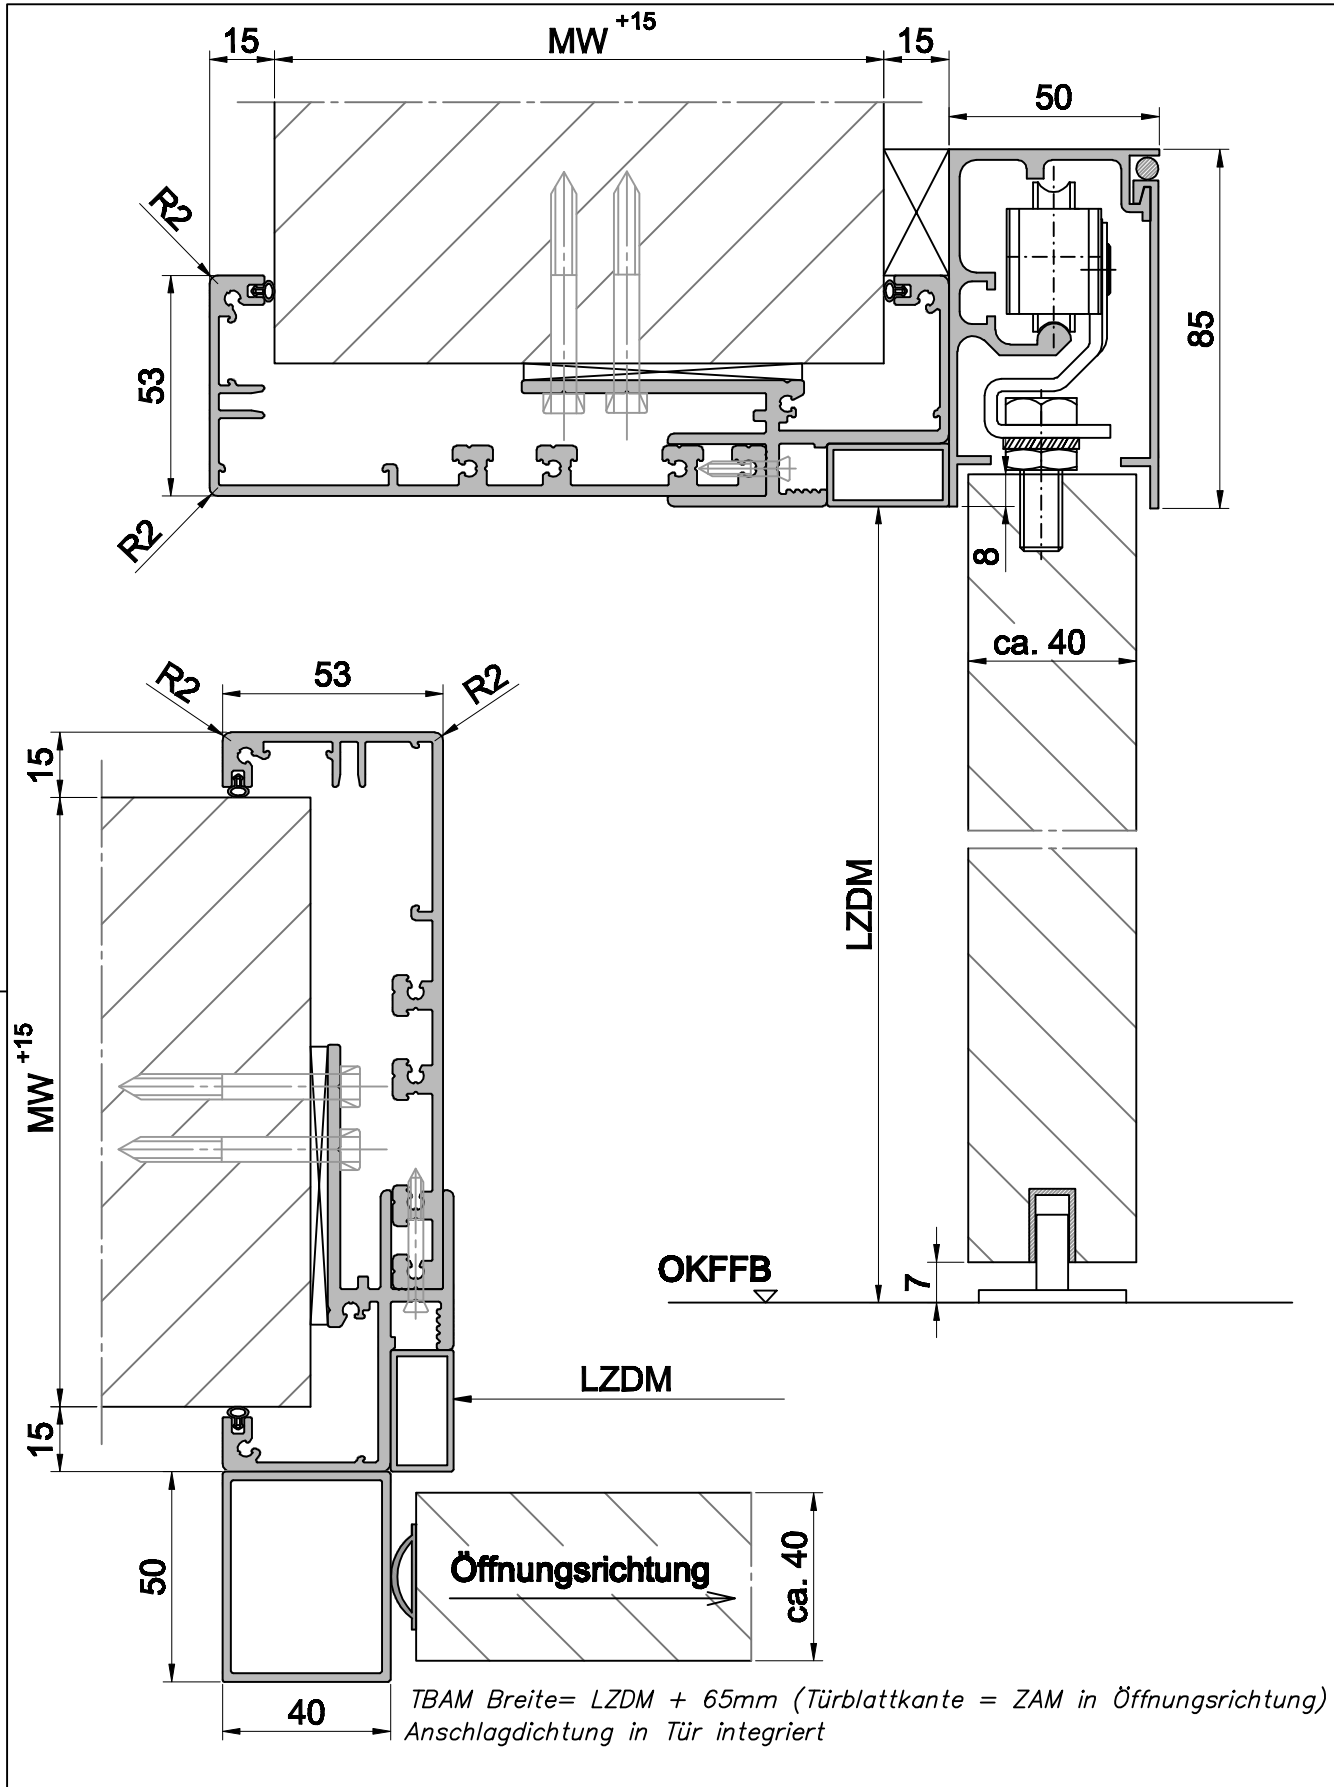 15
MW +15
15
50
R2
53
85
R2
8
ca. 40
R2
53
R2
15
LZDM
MW +15
OKFFB
7
LZDM
15
50
Öffnungsrichtung
ca. 40
40
TBAM Breite= LZDM + 65mm (Türblattkante = ZAM in Öffnungsrichtung)
Anschlagdichtung in Tür integriert